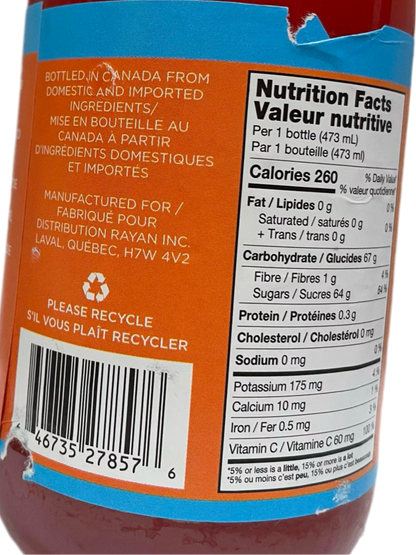 BOTTLED IN CANADA FROM
DOMESTIC AND IMPORTED
INGREDIENTS/
MISE EN BOUTEILLE AU
CANADA À PARTIR
D'INGRÉDIENTS DOMESTIQUES
ET IMPORTÉS
MANUFACTURED FOR /
FABRIQUÉ POUR
DISTRIBUTION RAYAN INC.
LAVAL, QUÉBEC, H7W 4V2
PLEASE RECYCLE
S'IL VOUS PLAÎT RECYCLER
46735 27857 6
Nutrition Facts
Valeur nutritive
Per 1 bottle (473 mL)
Par 1 bouteille (473 ml)
Calories 260
% Daily Value*
% valeur quotidienne*
Fat / Lipides 0 g 0%
Saturated / saturés 0 g 0%
+ Trans / trans 0 g
Carbohydrate / Glucides 67 g
Fibre / Fibres 1 g 4%
Sugars / Sucres 64 g 64%
Protein / Protéines 0.3 g
Cholesterol / Cholestérol 0 mg
Sodium 0 mg 0%
Potassium 175 mg 4%
Calcium 10 mg 1%
Iron / Fer 0.5 mg 3%
Vitamin C / Vitamine C 60 mg 100%
*5% or less is a little, 15% or more is a lot
*5% ou moins c'est peu, 15% ou plus c'est beaucoup